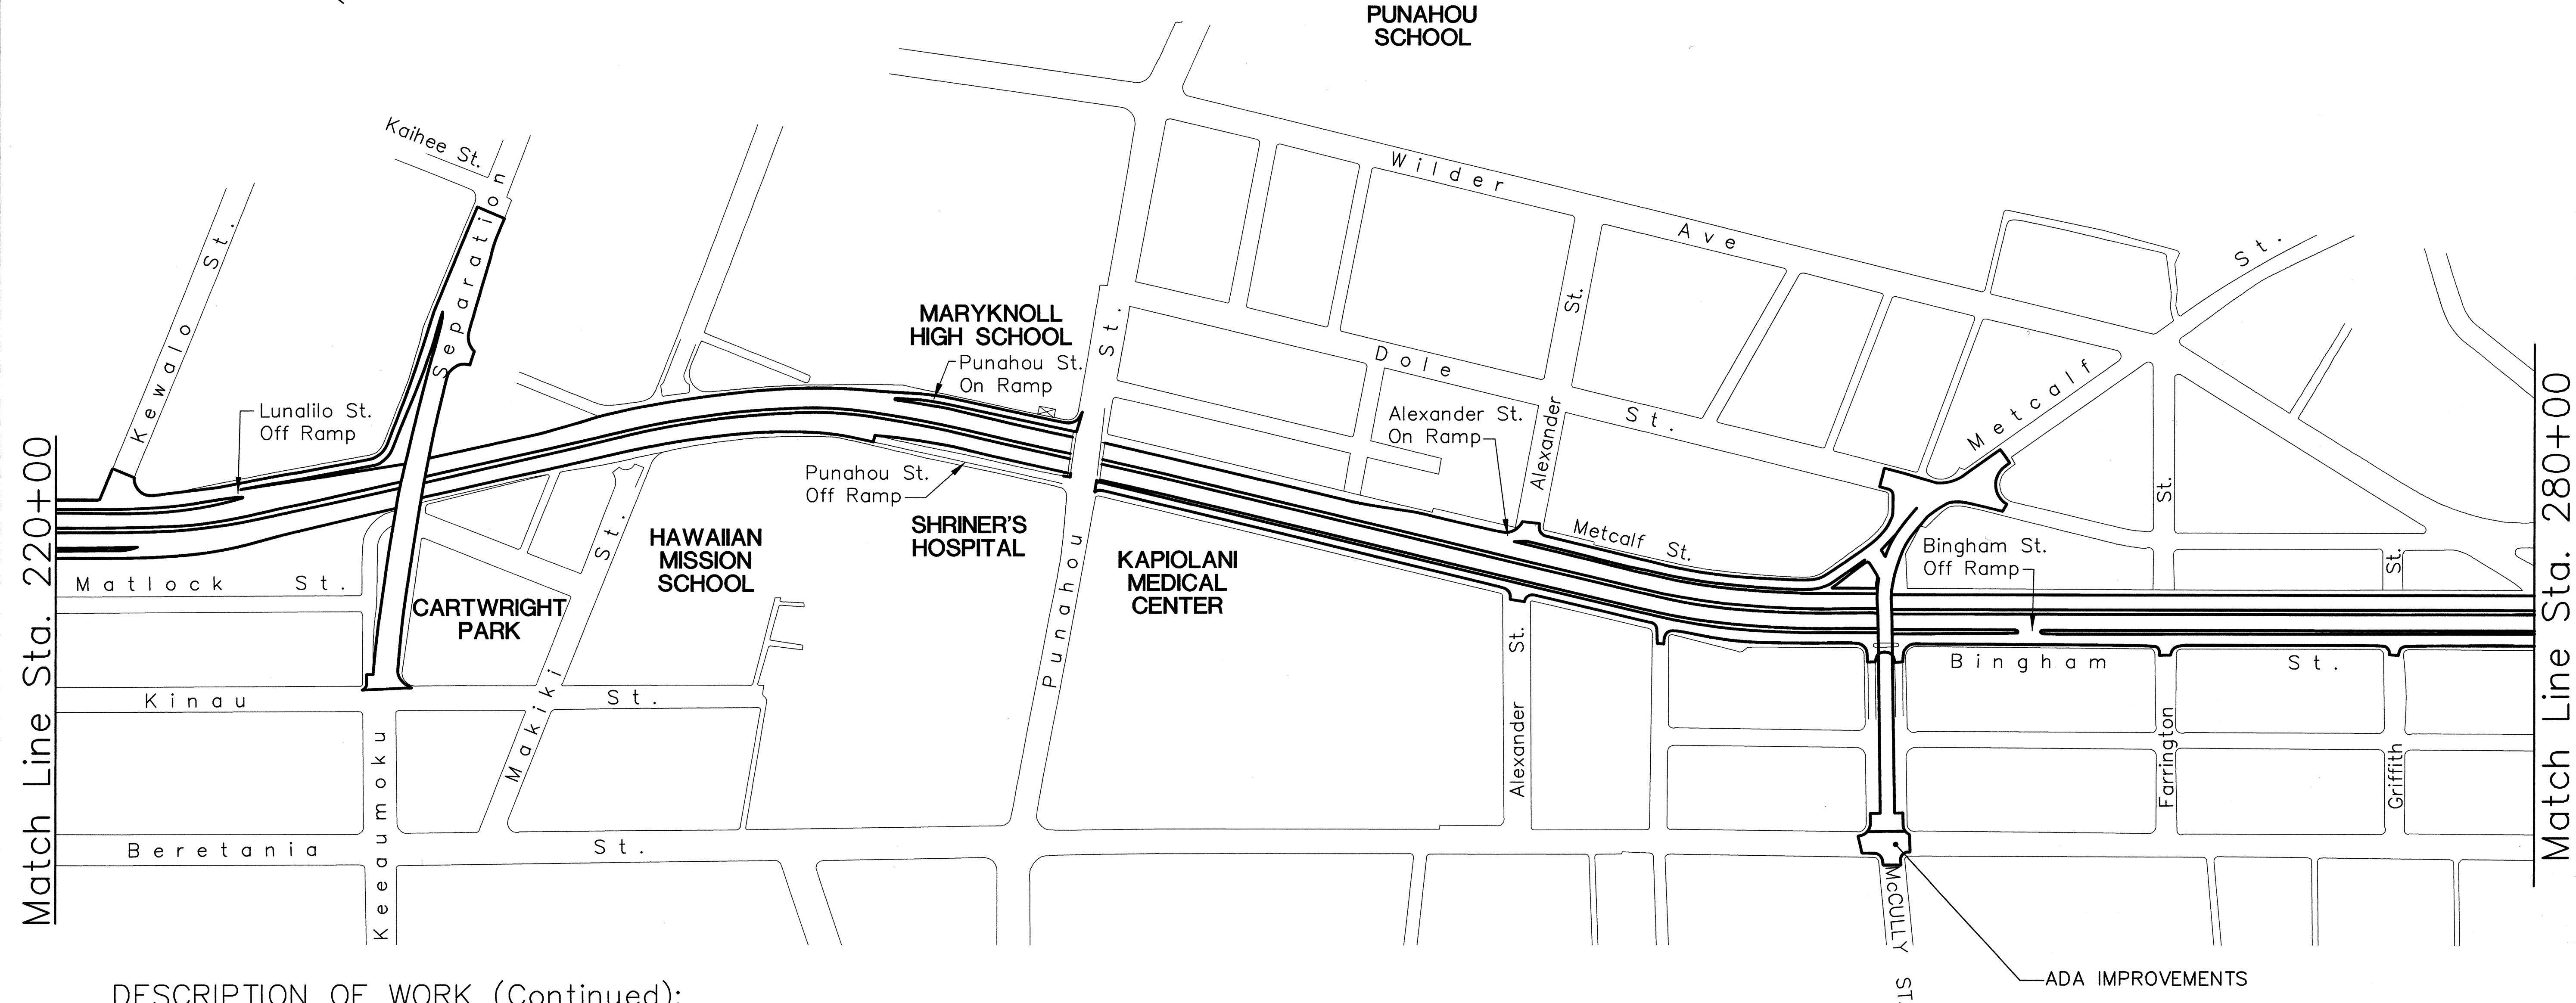 PUNAHOU
SCHOOL
Kaihee St.
Wilder Ave
Kewalo St.
Separation
St.
MARYKNOLL
HIGH SCHOOL
Punahou St.
On Ramp
St.
St.
Dole St.
Metcalf
Lunalilo St.
Off Ramp
Alexander St.
On Ramp
Alexander
Punahou St.
Off Ramp
St.
Match Line Sta. 220+00
Match Line Sta. 280+00
HAWAIIAN
MISSION
SCHOOL
SHRINER'S
HOSPITAL
KAPIOLANI
MEDICAL
CENTER
Metcalf St.
Bingham St.
Off Ramp
St.
Matlock St.
CARTWRIGHT
PARK
Makiki St.
Punahou
Alexander St.
Bingham St.
Kinau St.
Keeaumoku
Farrington
Griffith
Beretania St.
McCULLY ST.
ADA IMPROVEMENTS
DESCRIPTION OF WORK (Continued):